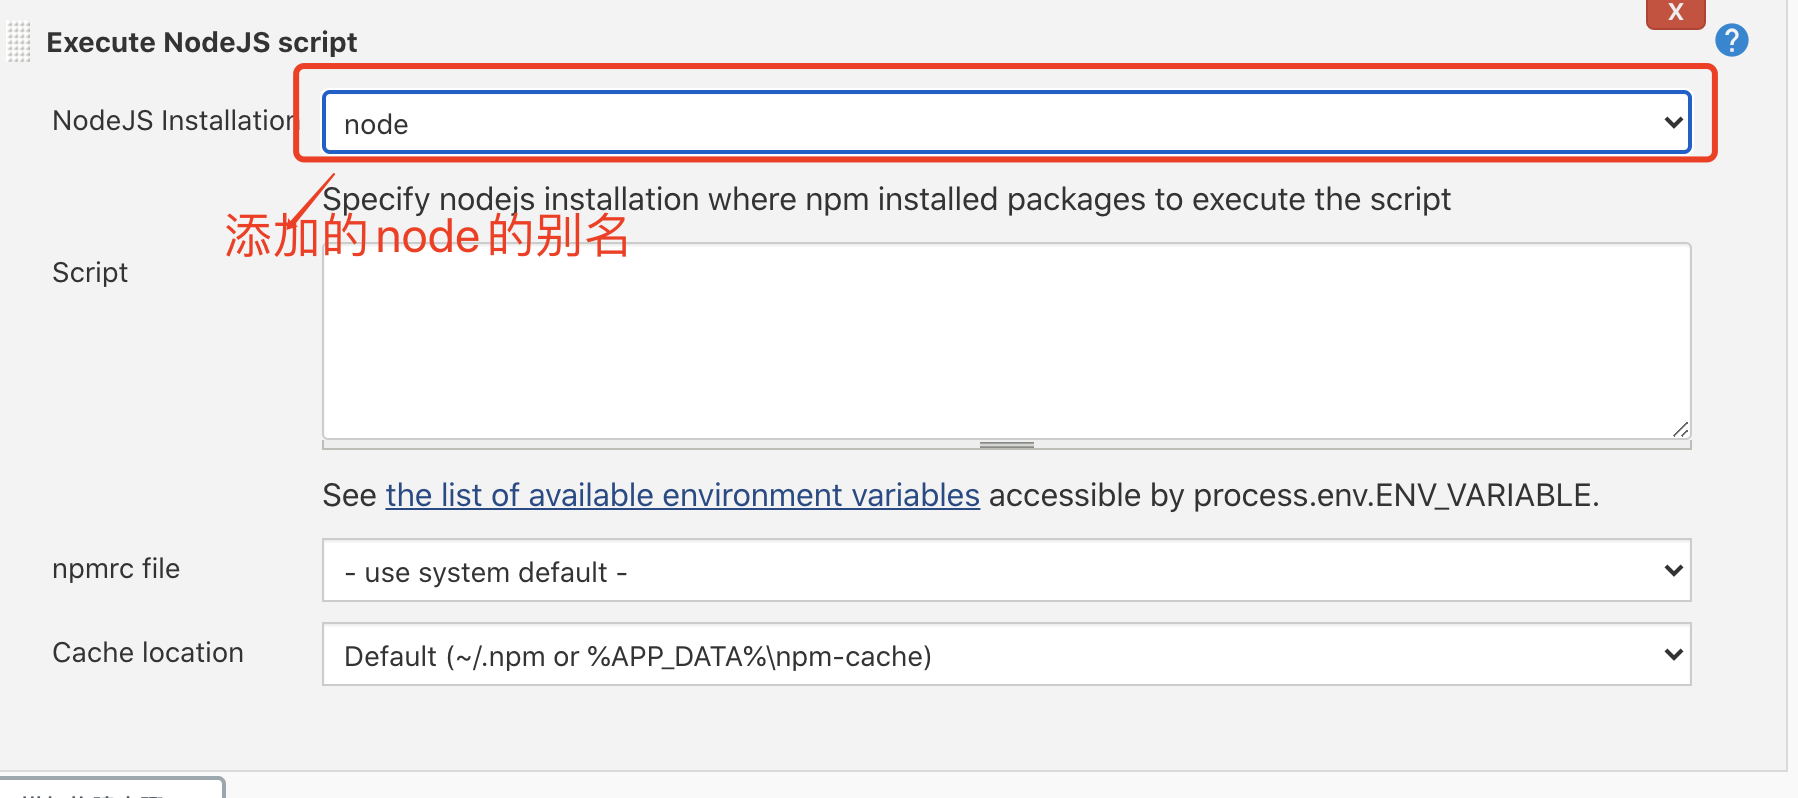 X
Execute NodeJS script
?
NodeJS Installation
node
Specify nodejs installation where npm installed packages to execute the script
添加的node的别名
Script
See the list of available environment variables accessible by process.env.ENV_VARIABLE.
npmrc file
- use system default -
Cache location
Default (~/.npm or %APP_DATA%\npm-cache)